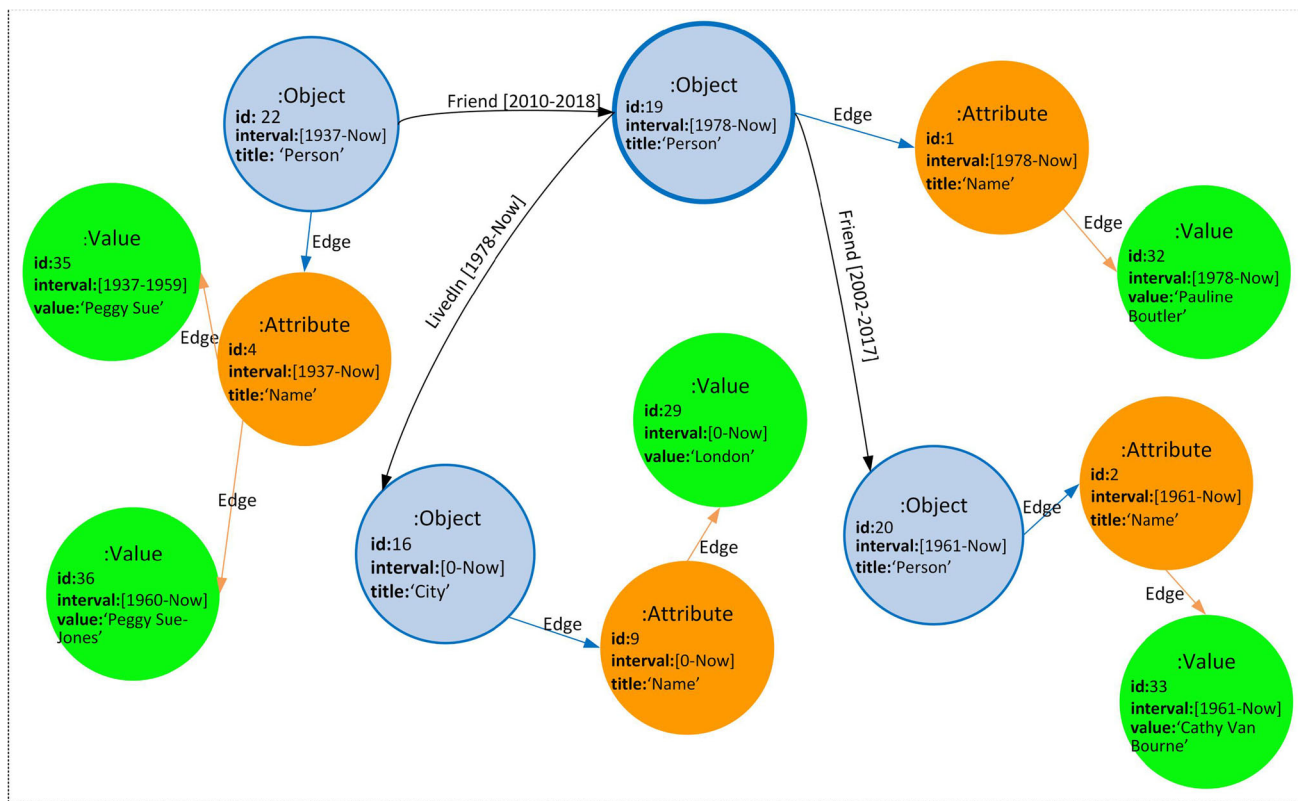 :Object
id: 22
interval:[1937-Now]
title: ‘Person’
Friend [2010-2018]
:Object
id:19
interval:[1978-Now]
title:‘Person’
Edge
:Attribute
id:1
interval:[1978-Now]
title:‘Name’
Edge
:Value
id:32
interval:[1978-Now]
value:‘Pauline
Boutler’
Edge
:Value
id:35
interval:[1937-1959]
value:‘Peggy Sue’
Edge
:Attribute
id:4
interval:[1937-Now]
title:‘Name’
Edge
:Value
id:36
interval:[1960-Now]
value:‘Peggy Sue-
Jones’
LivedIn [1978-Now]
Friend [2002-2017]
:Object
id:16
interval:[0-Now]
title:‘City’
Edge
:Attribute
id:9
interval:[0-Now]
title:‘Name’
Edge
:Value
id:29
interval:[0-Now]
value:‘London’
:Object
id:20
interval:[1961-Now]
title:‘Person’
Edge
:Attribute
id:2
interval:[1961-Now]
title:‘Name’
Edge
:Value
id:33
interval:[1961-Now]
value:‘Cathy Van
Bourne’